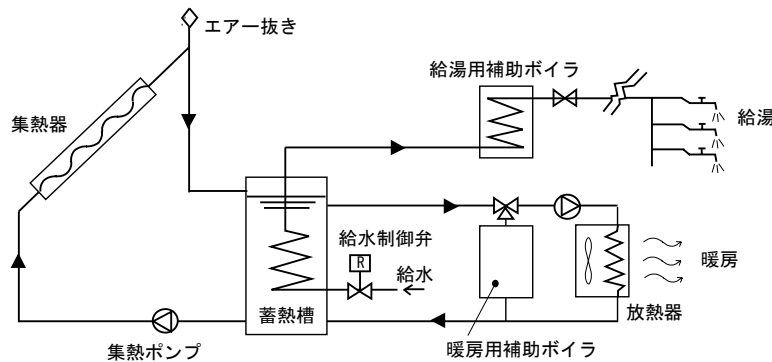 エアー抜き
給湯用補助ボイラ
集熱器
給湯
給水制御弁
R
給水
暖房
蓄熱槽
放熱器
集熱ポンプ
暖房用補助ボイラ